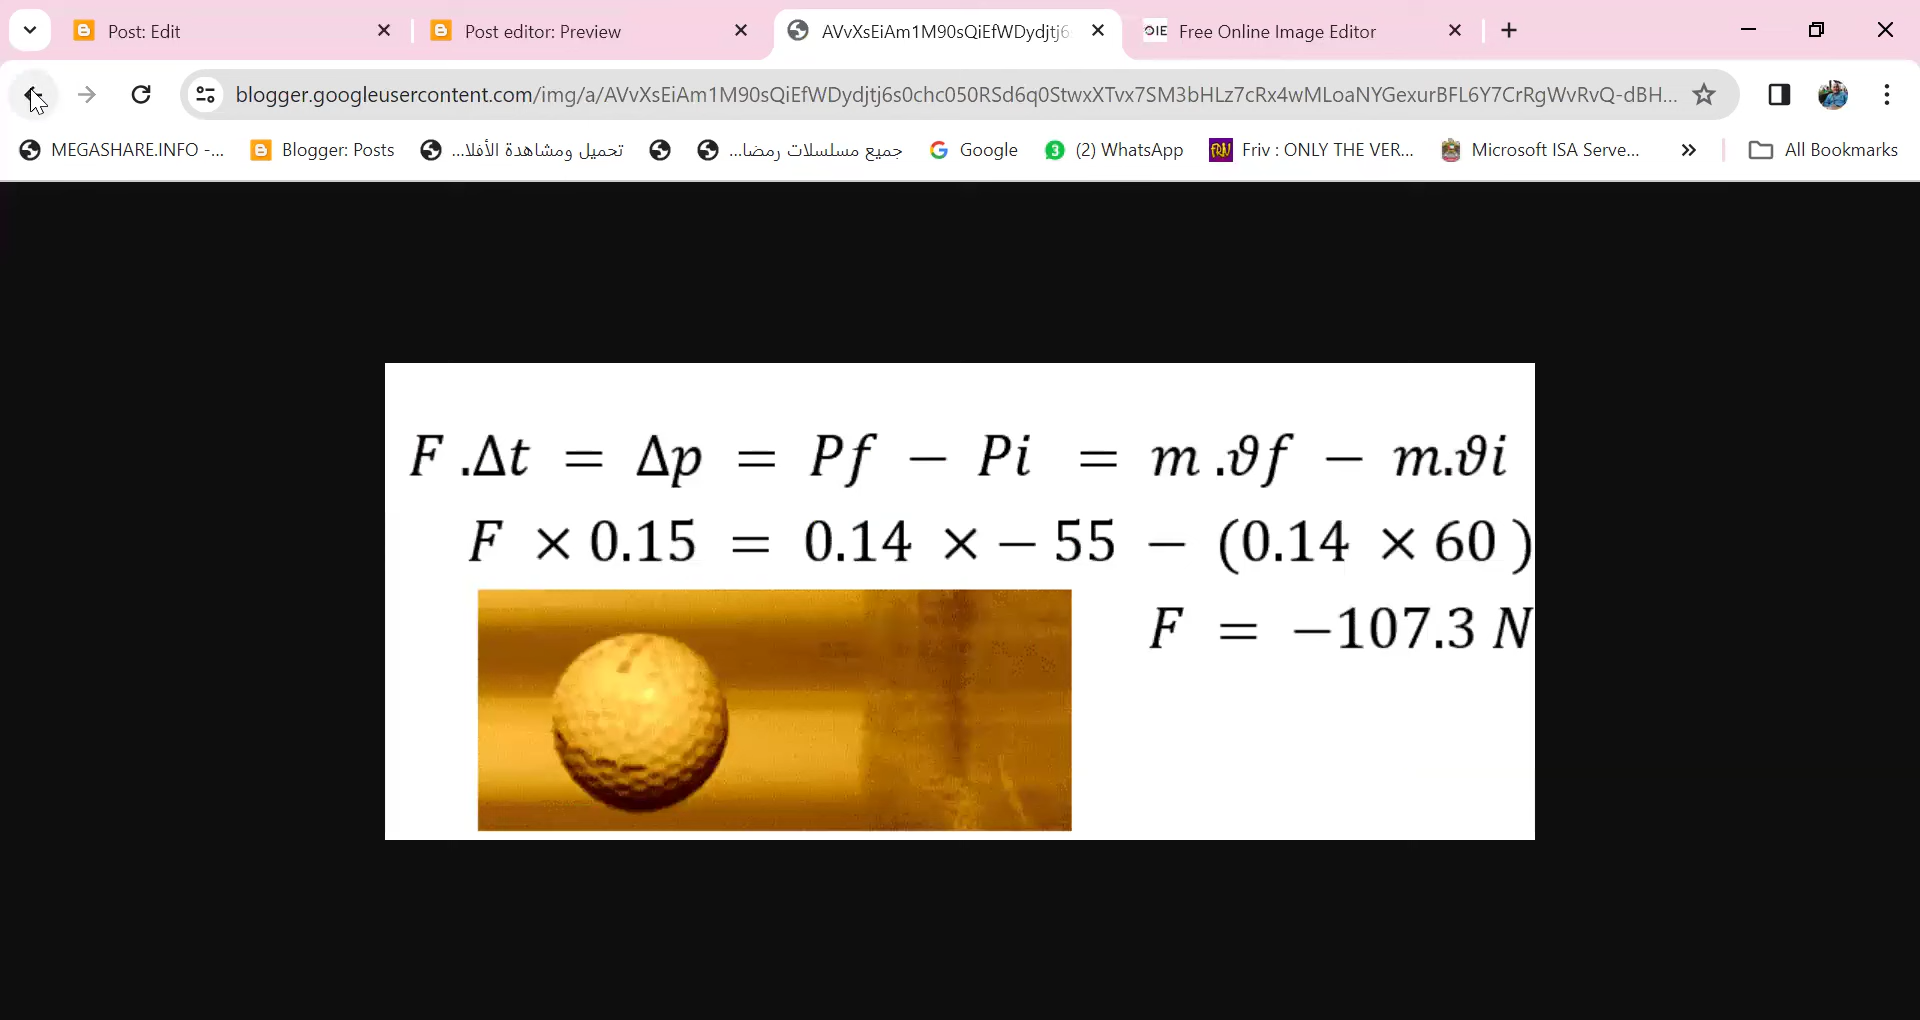 Post: Edit
Post editor: Preview
AVvXsEiAm1M90sQiEfWDydjtj6
OIE Free Online Image Editor
blogger.googleusercontent.com/img/a/AVvXsEiAm1M90sQiEfWDydjtj6s0chc050RSd6q0StwxXTvx7SM3bHLz7cRx4wMLoaNYGexurBFL6Y7CrRgWvRvQ-dBH...
MEGASHARE.INFO -...
Blogger: Posts
تحميل ومشاهدة الأفلا...
جميع مسلسلات رمضا...
Google
(2) WhatsApp
Friv : ONLY THE VER...
Microsoft ISA Serve...
All Bookmarks
F .Δt = Δp = Pf − Pi = m .ϑf − m.ϑi
F × 0.15 = 0.14 × − 55 − (0.14 × 60 )
F = −107.3 N